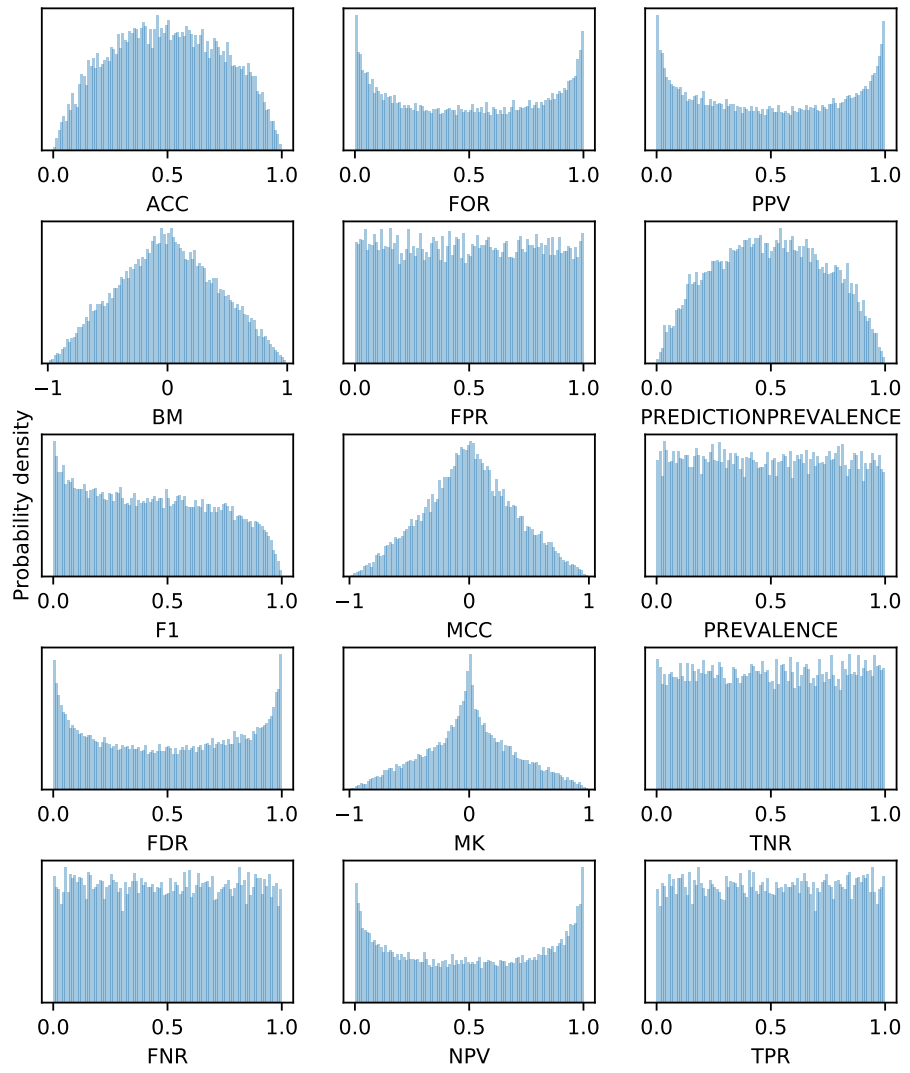 0.0 0.5 1.0 0.0 0.5 1.0 0.0 0.5 1.0
ACC FOR PPV
−1 0 1 0.0 0.5 1.0 0.0 0.5 1.0
BM FPR PREDICTIONPREVALENCE
Probability density
0.0 0.5 1.0 −1 0 1 0.0 0.5 1.0
F1 MCC PREVALENCE
0.0 0.5 1.0 −1 0 1 0.0 0.5 1.0
FDR MK TNR
0.0 0.5 1.0 0.0 0.5 1.0 0.0 0.5 1.0
FNR NPV TPR